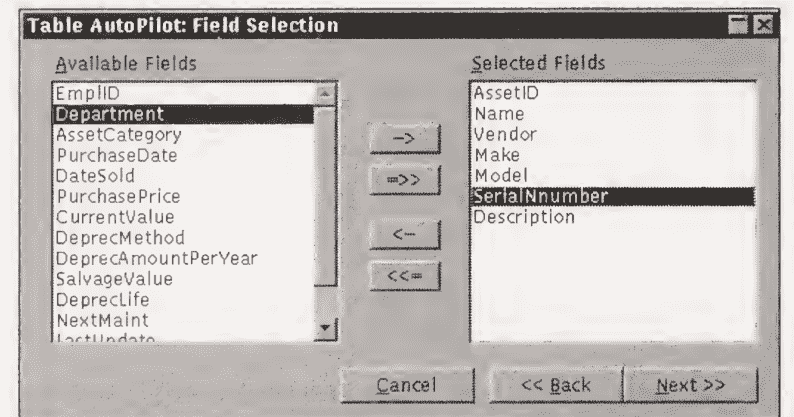 Table AutoPilot: Field Selection
Available Fields
EmplID
Department
AssetCategory
PurchaseDate
DateSold
PurchasePrice
CurrentValue
DeprecMethod
DeprecAmountPerYear
SalvageValue
DeprecLife
NextMaint
LastUpdate
->
=>>
<-
<<=
Selected Fields
AssetID
Name
Vendor
Make
Model
SerialNnumber
Description
Cancel
<< Back
Next >>